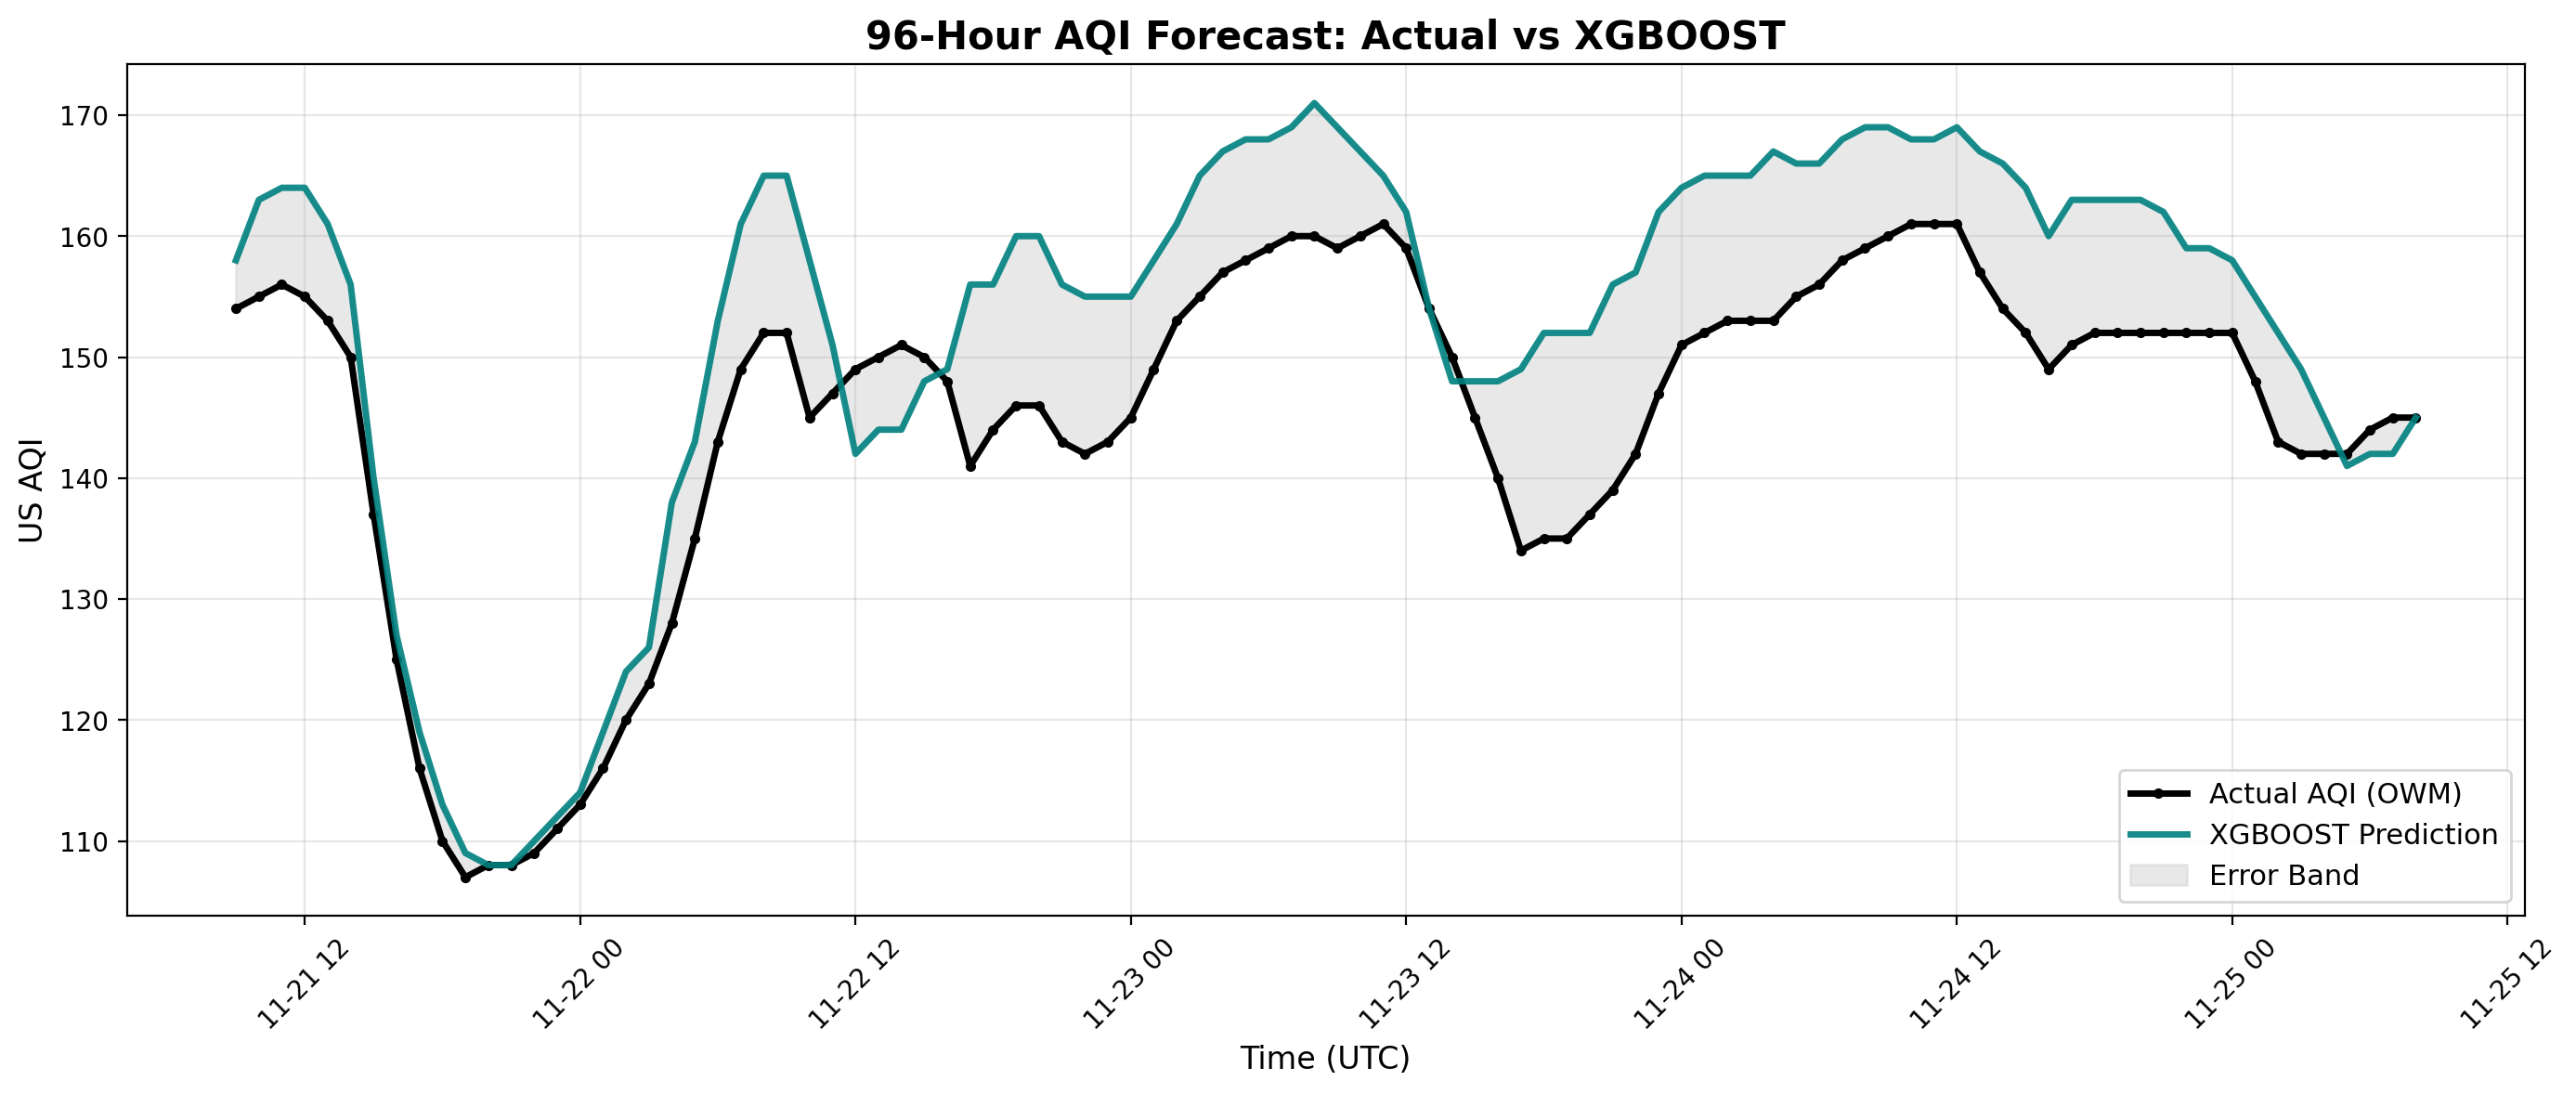 96-Hour AQI Forecast: Actual vs XGBOOST
US AQI
170
160
150
140
130
120
110
11-21 12
11-22 00
11-22 12
11-23 00
11-23 12
11-24 00
11-24 12
11-25 00
11-25 12
Time (UTC)
Actual AQI (OWM)
XGBOOST Prediction
Error Band